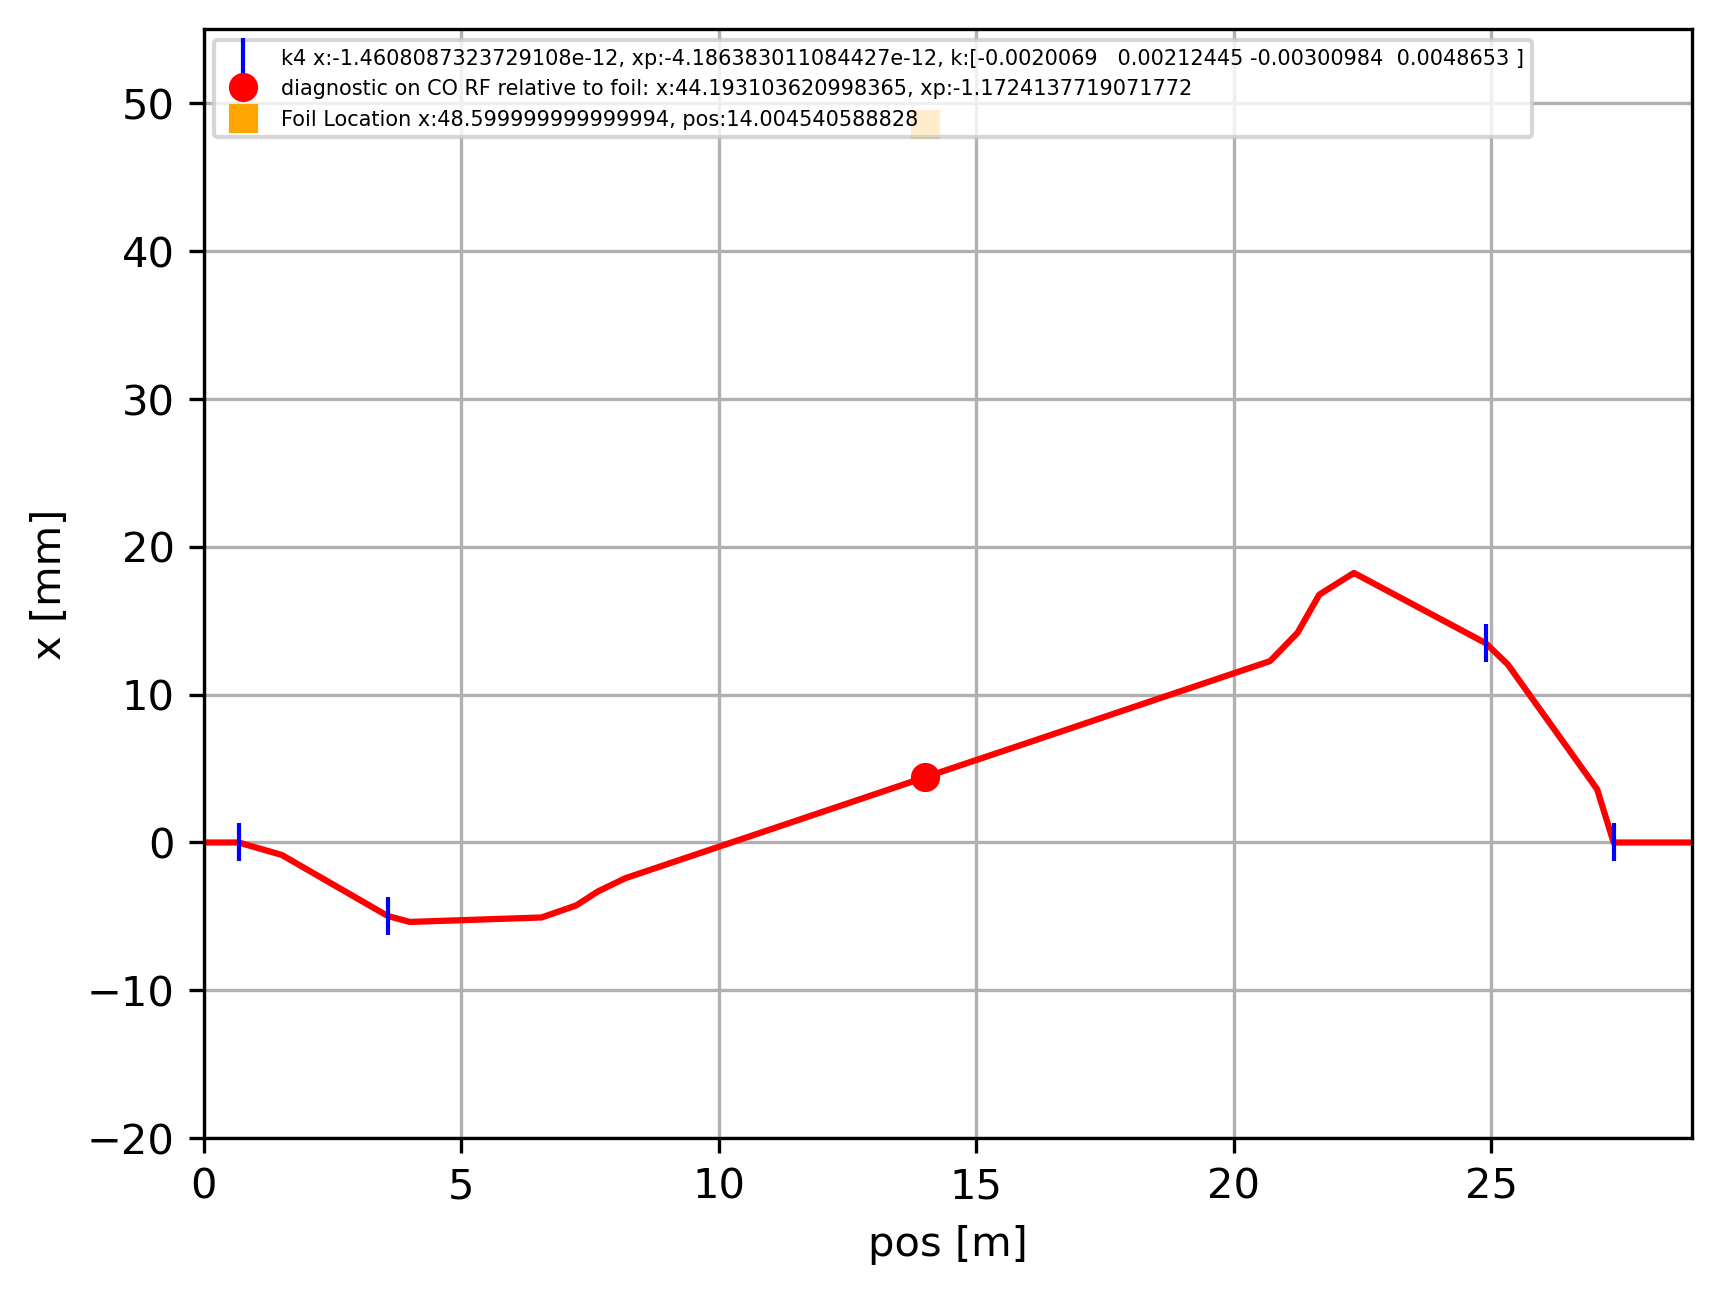 k4 x:-1.4608087323729108e-12, xp:-4.186383011084427e-12, k:[-0.0020069   0.00212445 -0.00300984  0.0048653 ]
diagnostic on CO RF relative to foil: x:44.193103620998365, xp:-1.1724137719071772
Foil Location x:48.599999999999994, pos:14.004540588828
50
40
30
20
10
0
−10
−20
x [mm]
0 5 10 15 20 25
pos [m]